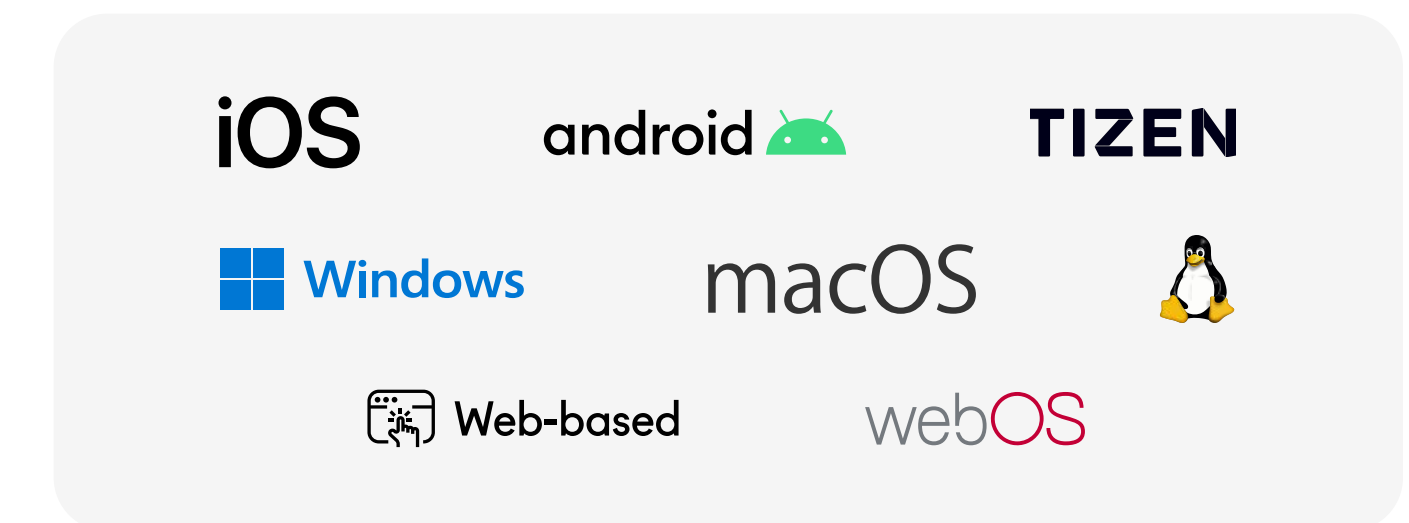 iOS
android
TIZEN
Windows
macOS
Web-based
webOS